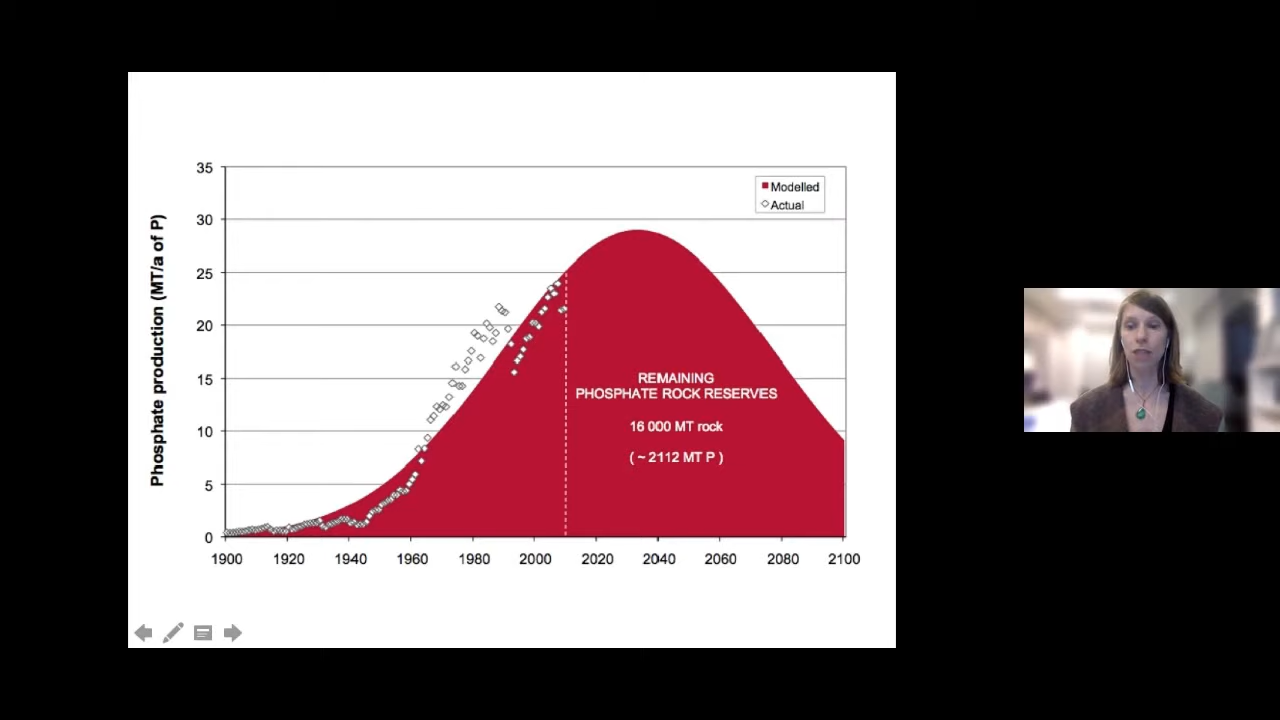 35
30
25
20
15
10
5
0
Phosphate production (MT/a of P)
Modelled
Actual
REMAINING
PHOSPHATE ROCK RESERVES
16 000 MT rock
( ~ 2112 MT P )
1900 1920 1940 1960 1980 2000 2020 2040 2060 2080 2100